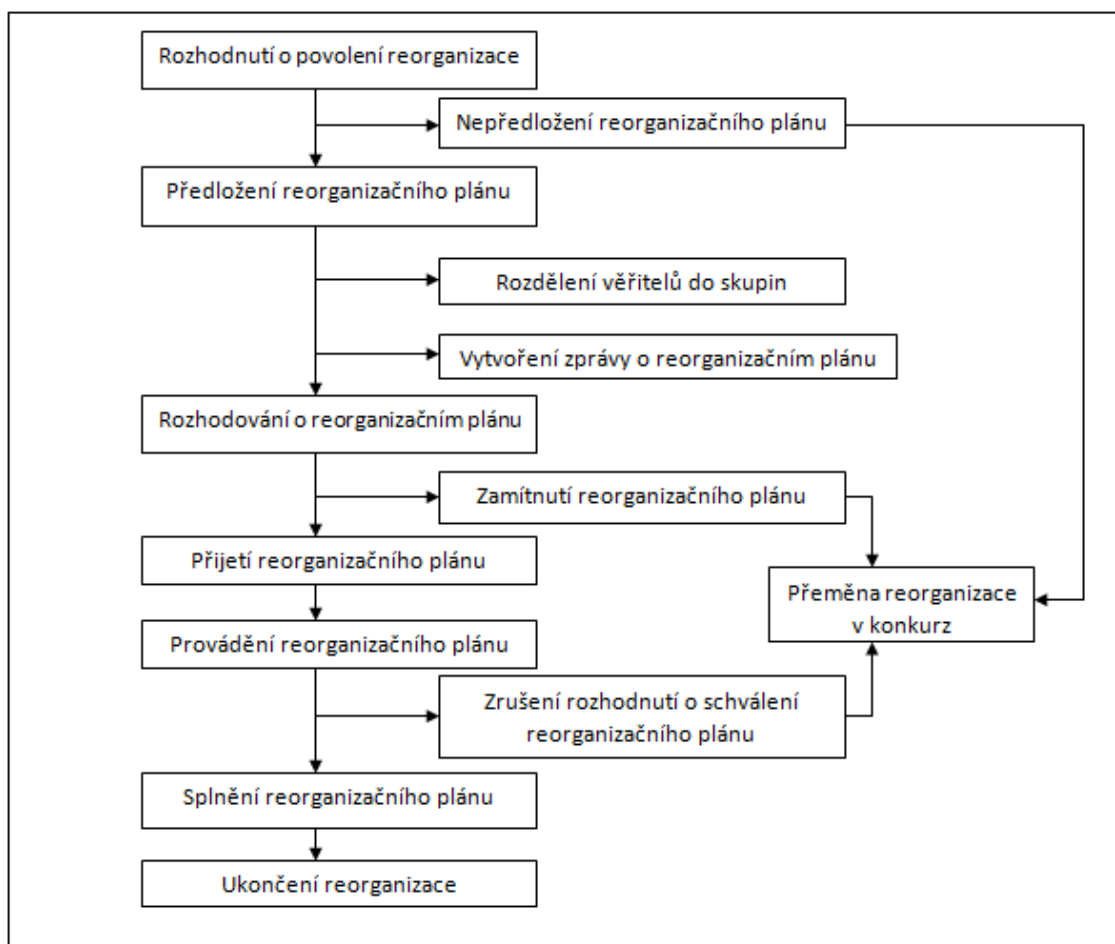 Rozhodnutí o povolení reorganizace
Nepředložení reorganizačního plánu
Předložení reorganizačního plánu
Rozdělení věřitelů do skupin
Vytvoření zprávy o reorganizačním plánu
Rozhodování o reorganizačním plánu
Zamítnutí reorganizačního plánu
Přijetí reorganizačního plánu
Přeměna reorganizace
v konkurz
Provádění reorganizačního plánu
Zrušení rozhodnutí o schválení
reorganizačního plánu
Splnění reorganizačního plánu
Ukončení reorganizace